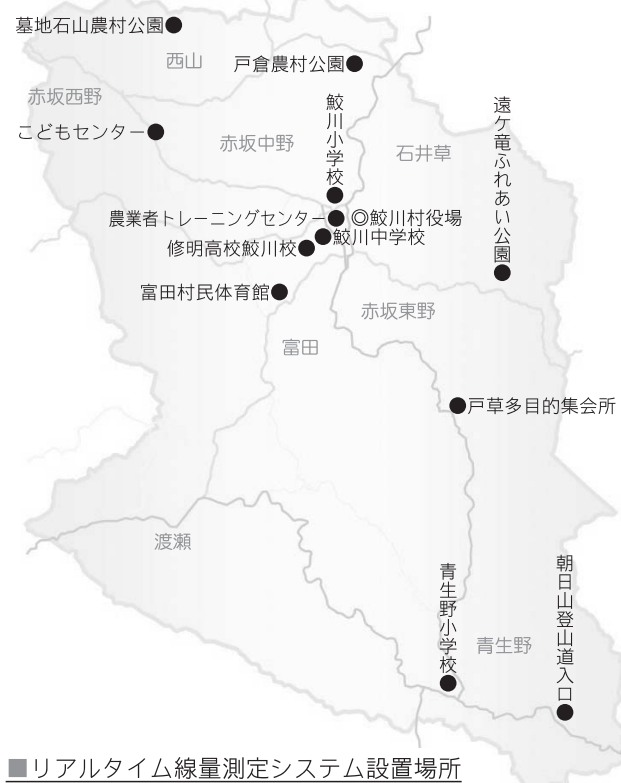 墓地石山農村公園
西山
戸倉農村公園
赤坂西野
鮫川小学校
遠ケ竜ふれあい公園
こどもセンター
赤坂中野
石井草
農業者トレーニングセンター
◎鮫川村役場
鮫川中学校
修明高校鮫川校
富田村民体育館
赤坂東野
富田
戸草多目的集会所
渡瀬
青生野小学校
朝日山登山道入口
青生野
■リアルタイム線量測定システム設置場所